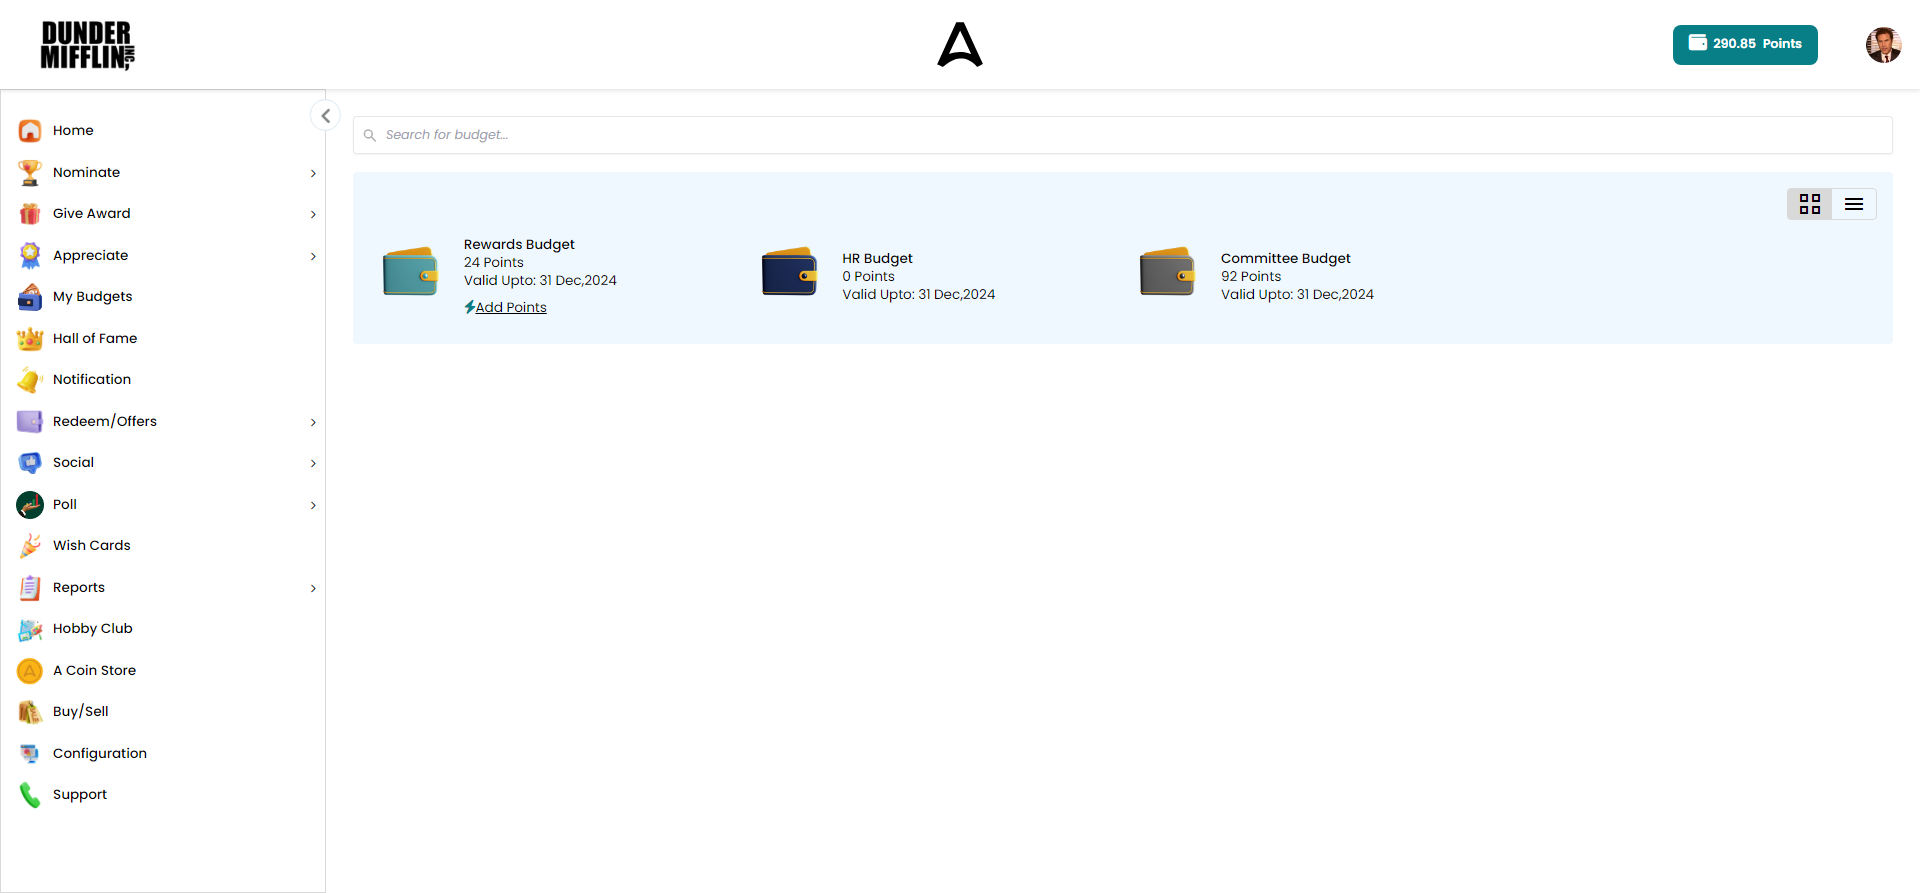 DUNDER
MIFFLIN INC,
290.85 Points
Home
Nominate
Give Award
Appreciate
My Budgets
Hall of Fame
Notification
Redeem/Offers
Social
Poll
Wish Cards
Reports
Hobby Club
A Coin Store
Buy/Sell
Configuration
Support
Search for budget...
Rewards Budget
24 Points
Valid Upto: 31 Dec,2024
Add Points
HR Budget
0 Points
Valid Upto: 31 Dec,2024
Committee Budget
92 Points
Valid Upto: 31 Dec,2024